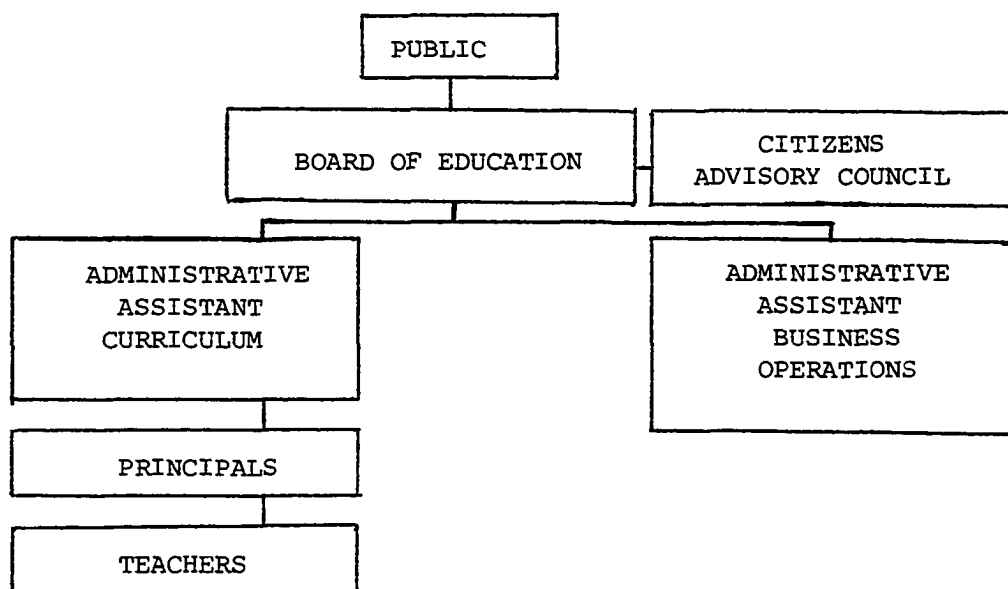 PUBLIC
BOARD OF EDUCATION
CITIZENS
ADVISORY COUNCIL
ADMINISTRATIVE
ASSISTANT
CURRICULUM
ADMINISTRATIVE
ASSISTANT
BUSINESS
OPERATIONS
PRINCIPALS
TEACHERS